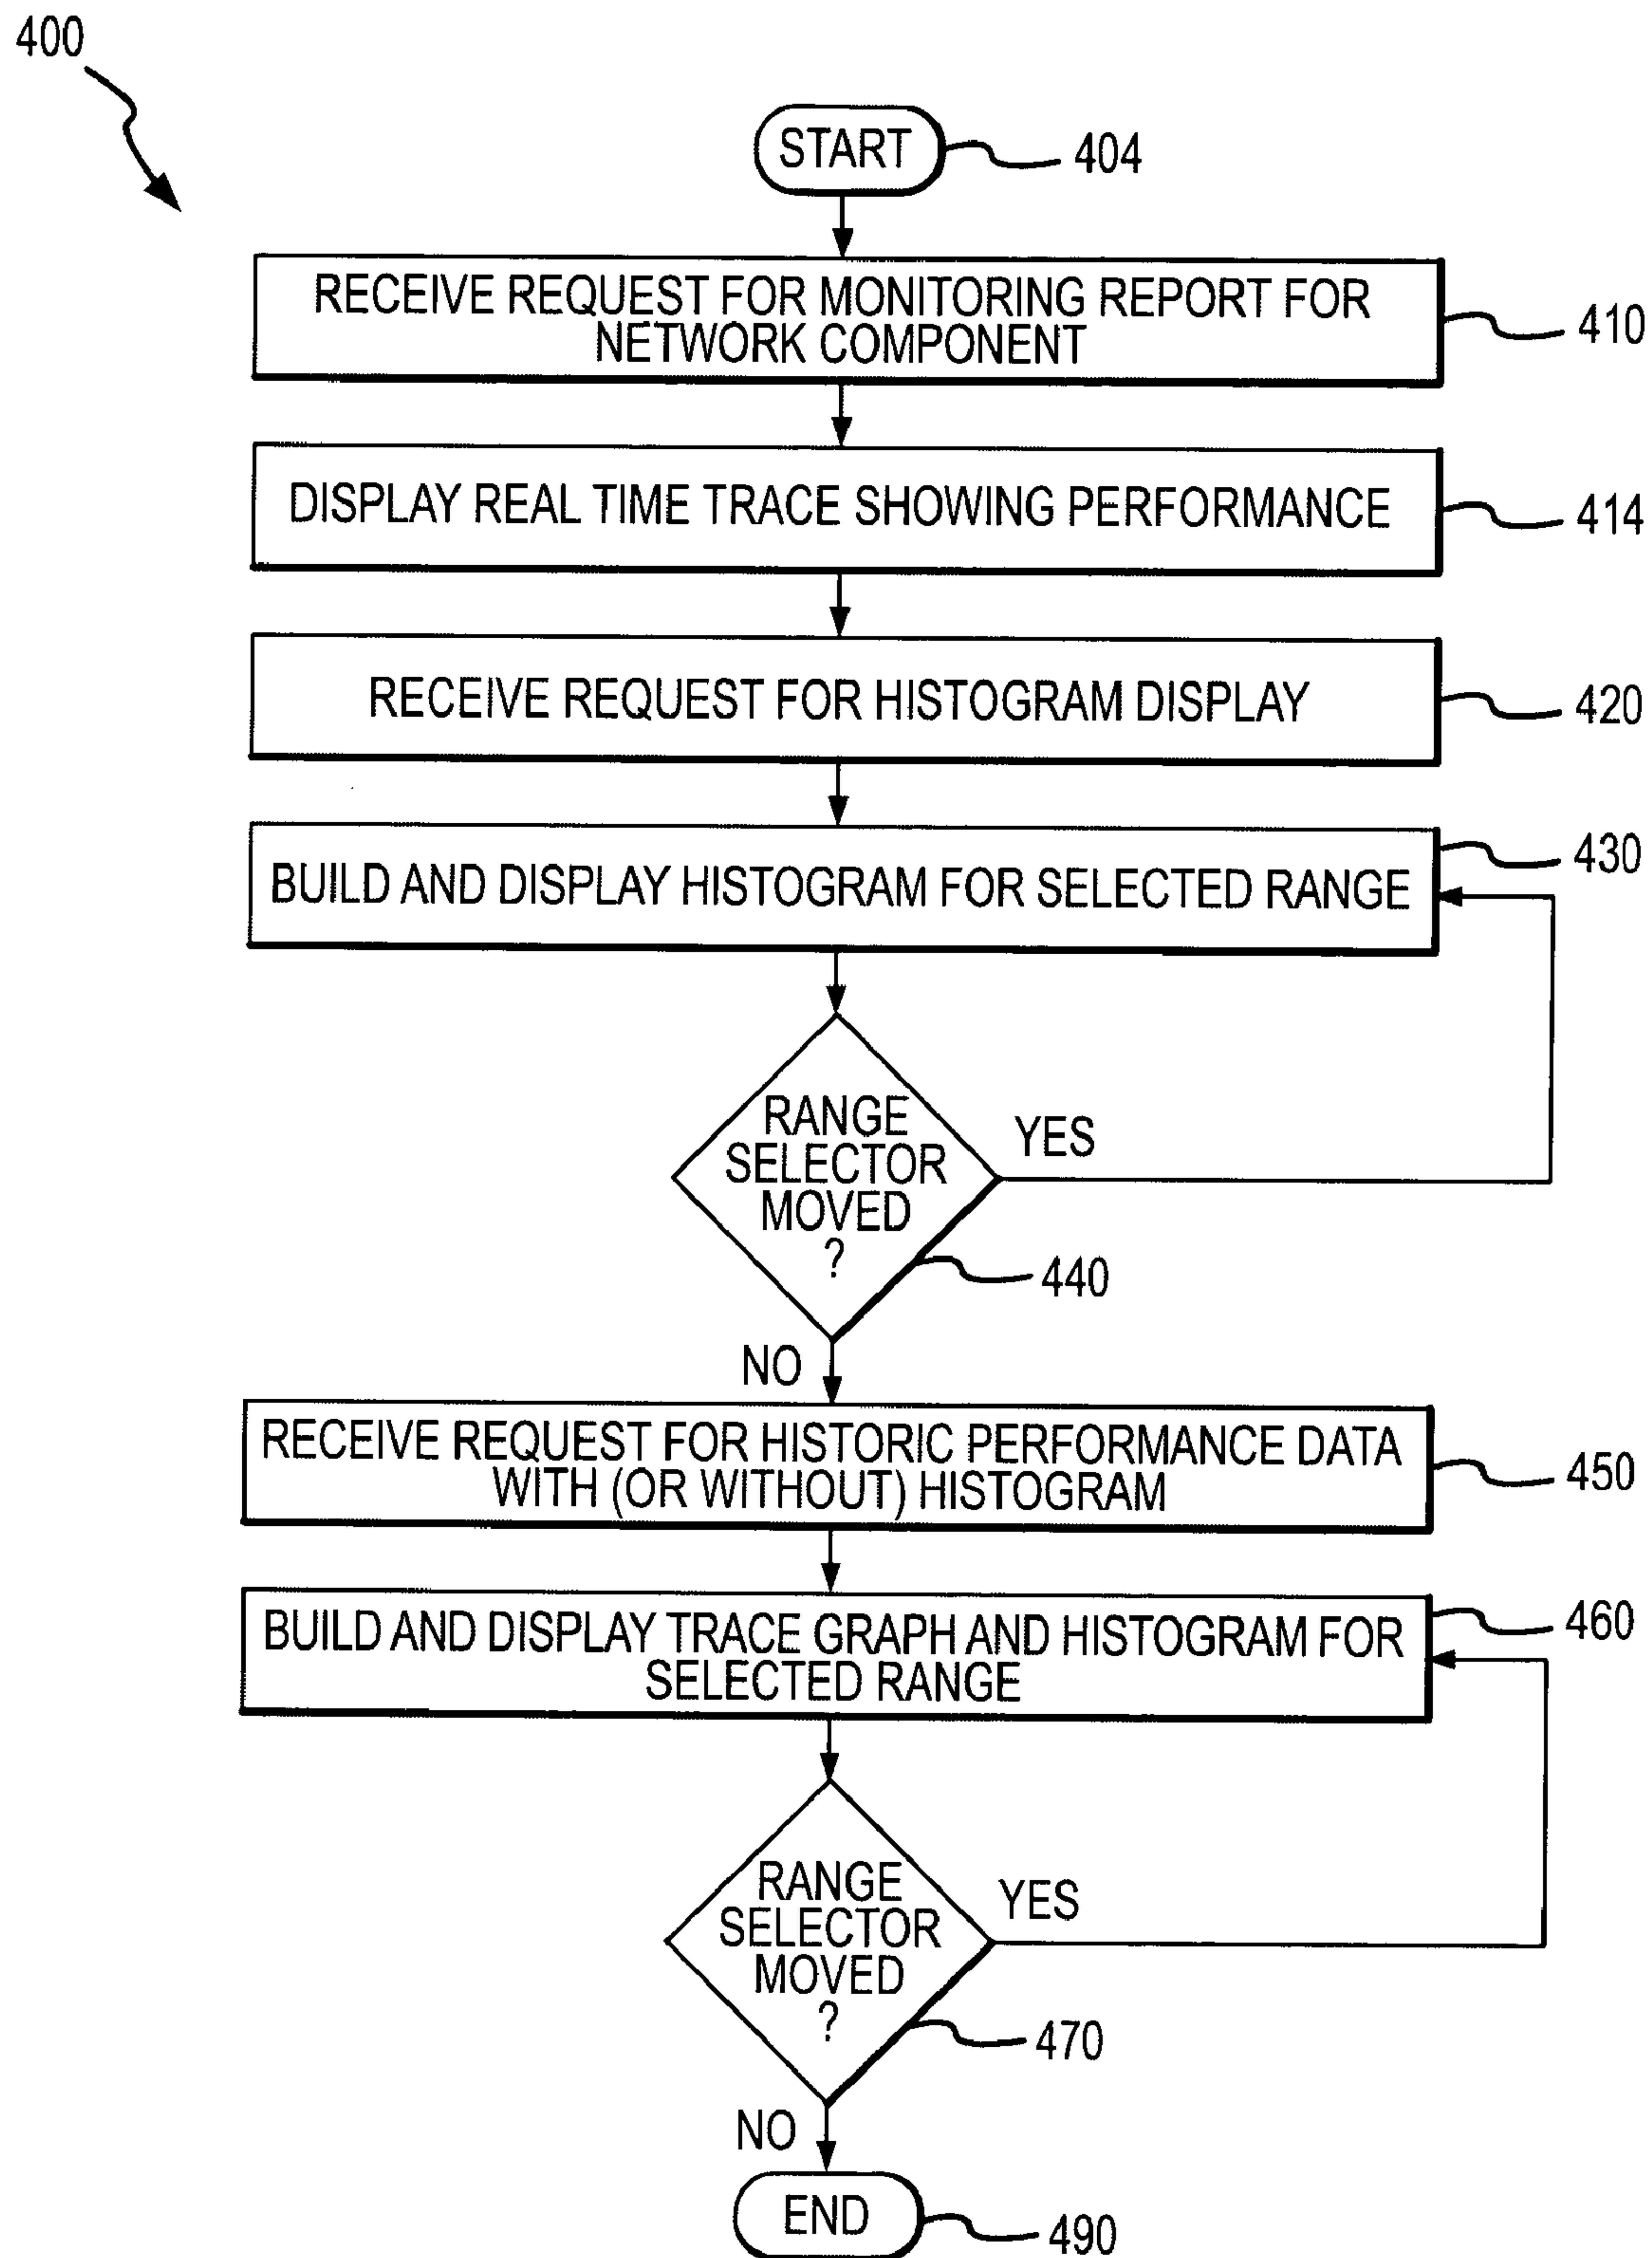 400
START
404
RECEIVE REQUEST FOR MONITORING REPORT FOR
NETWORK COMPONENT
410
DISPLAY REAL TIME TRACE SHOWING PERFORMANCE
414
RECEIVE REQUEST FOR HISTOGRAM DISPLAY
420
BUILD AND DISPLAY HISTOGRAM FOR SELECTED RANGE
430
RANGE
SELECTOR
MOVED
?
YES
440
NO
RECEIVE REQUEST FOR HISTORIC PERFORMANCE DATA
WITH (OR WITHOUT) HISTOGRAM
450
BUILD AND DISPLAY TRACE GRAPH AND HISTOGRAM FOR
SELECTED RANGE
460
RANGE
SELECTOR
MOVED
?
YES
470
NO
END
490